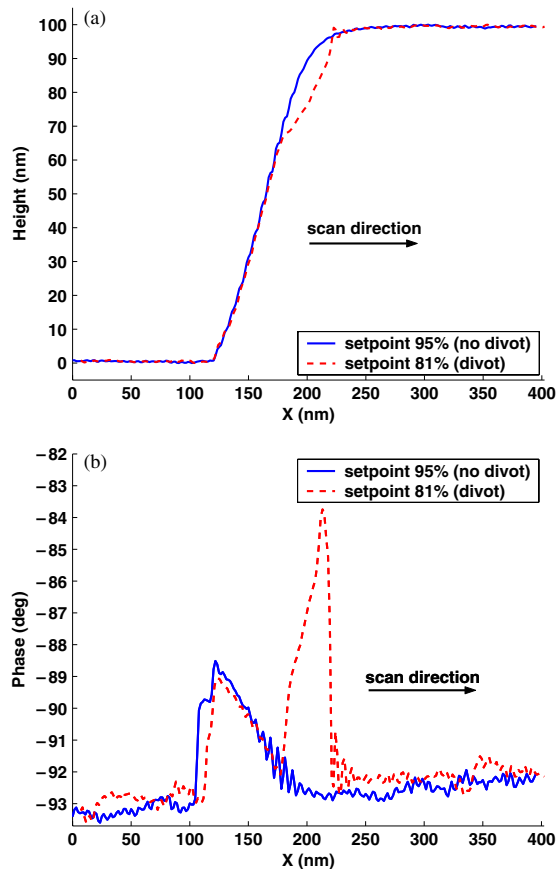 (a)
100
90
80
70
60
50
40
30
20
10
0
Height (nm)
scan direction
setpoint 95% (no divot)
setpoint 81% (divot)
0 50 100 150 200 250 300 350 400
X (nm)
(b)
−82
−83
−84
−85
−86
−87
−88
−89
−90
−91
−92
−93
Phase (deg)
setpoint 95% (no divot)
setpoint 81% (divot)
scan direction
0 50 100 150 200 250 300 350 400
X (nm)